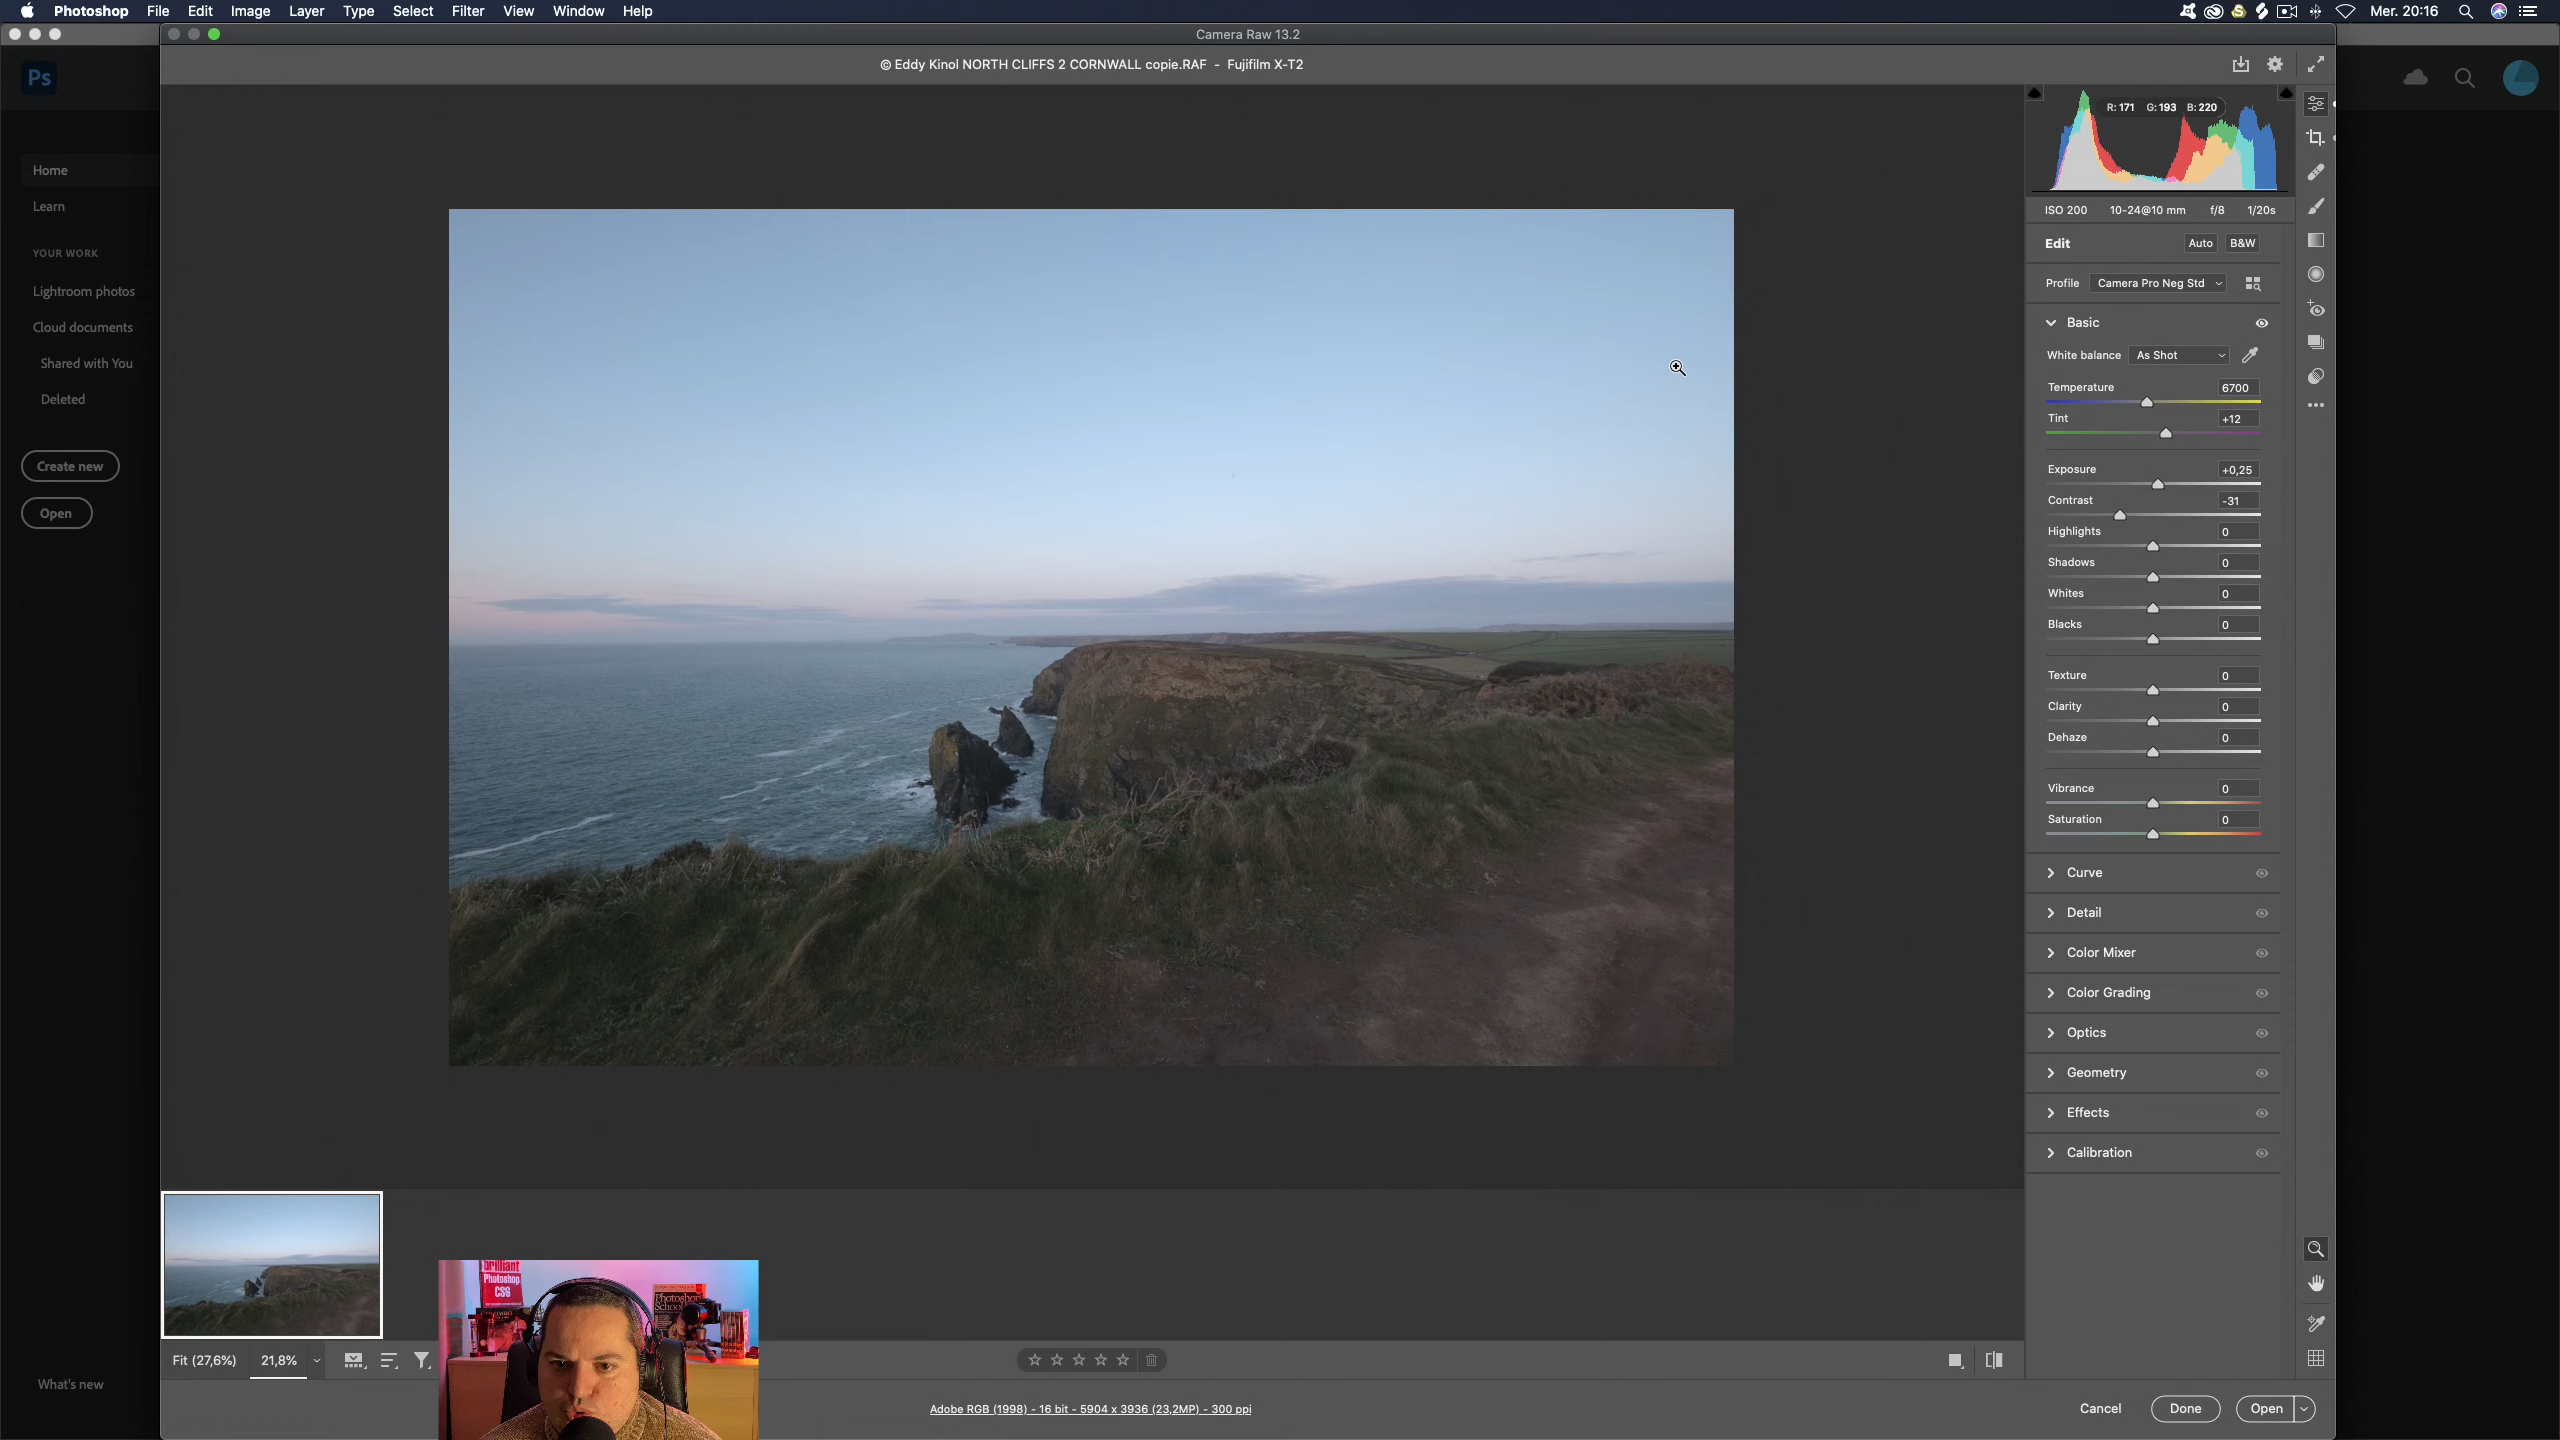 Photoshop File Edit Image Layer Type Select Filter View Window Help Mer. 20:16
Camera Raw 13.2
© Eddy Kinol NORTH CLIFFS 2 CORNWALL copie.RAF - Fujifilm X-T2
Ps
R: 171 G: 193 B: 220
Home
Learn
YOUR WORK
Lightroom photos
Cloud documents
Shared with You
Deleted
Create new
Open
What's new
ISO 200 10-24@10 mm f/8 1/20s
Edit Auto B&W
Profile Camera Pro Neg Std
Basic
White balance As Shot
Temperature 6700
Tint +12
Exposure +0,25
Contrast -31
Highlights 0
Shadows 0
Whites 0
Blacks 0
Texture 0
Clarity 0
Dehaze 0
Vibrance 0
Saturation 0
Curve
Detail
Color Mixer
Color Grading
Optics
Geometry
Effects
Calibration
brilliant
Photoshop
CS6
Photoshop
Fit (27,6%) 21,8%
Adobe RGB (1998) - 16 bit - 5904 x 3936 (23,2MP) - 300 ppi
Cancel Done Open